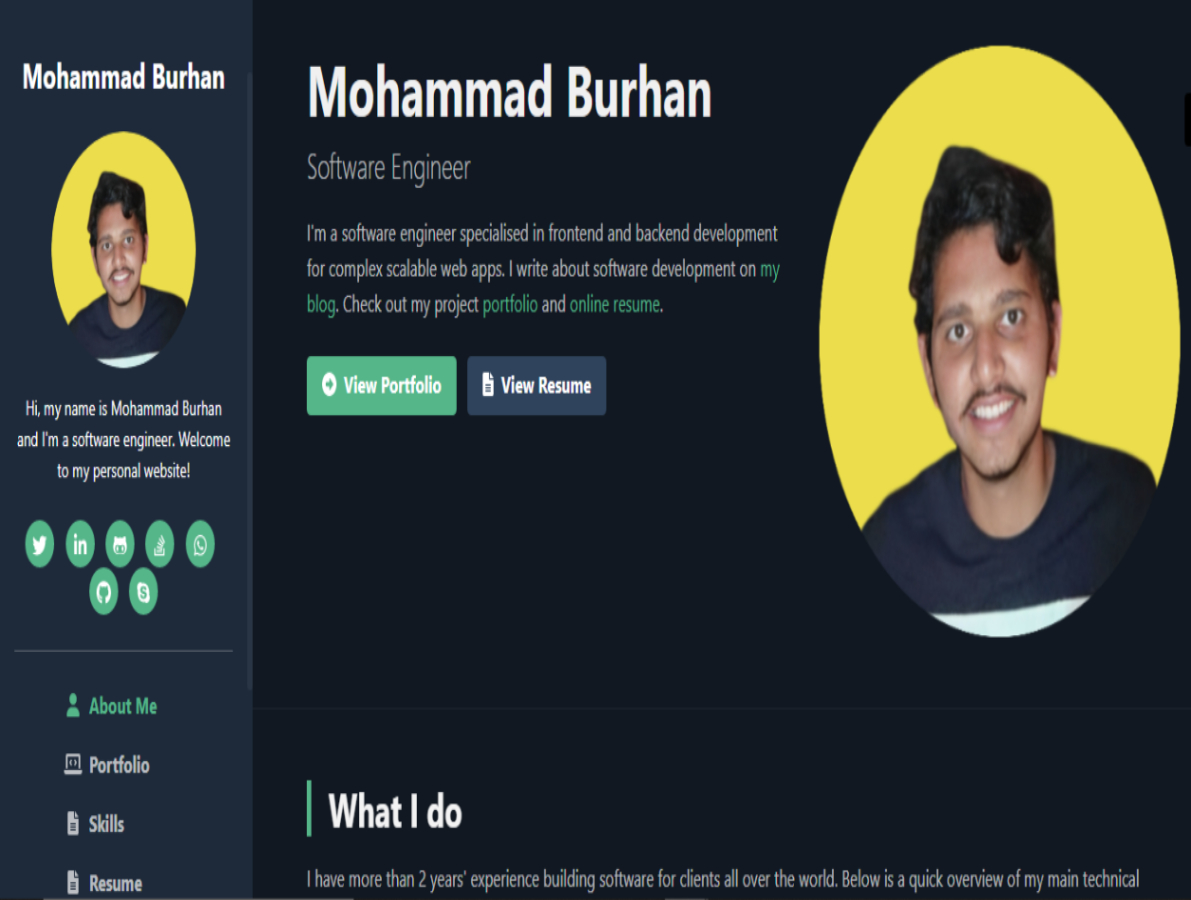 Mohammad Burhan
Hi, my name is Mohammad Burhan
and I'm a software engineer. Welcome
to my personal website!
About Me
Portfolio
Skills
Resume
Mohammad Burhan
Software Engineer
I'm a software engineer specialised in frontend and backend development
for complex scalable web apps. I write about software development on my
blog. Check out my project portfolio and online resume.
View Portfolio
View Resume
What I do
I have more than 2 years' experience building software for clients all over the world. Below is a quick overview of my main technical